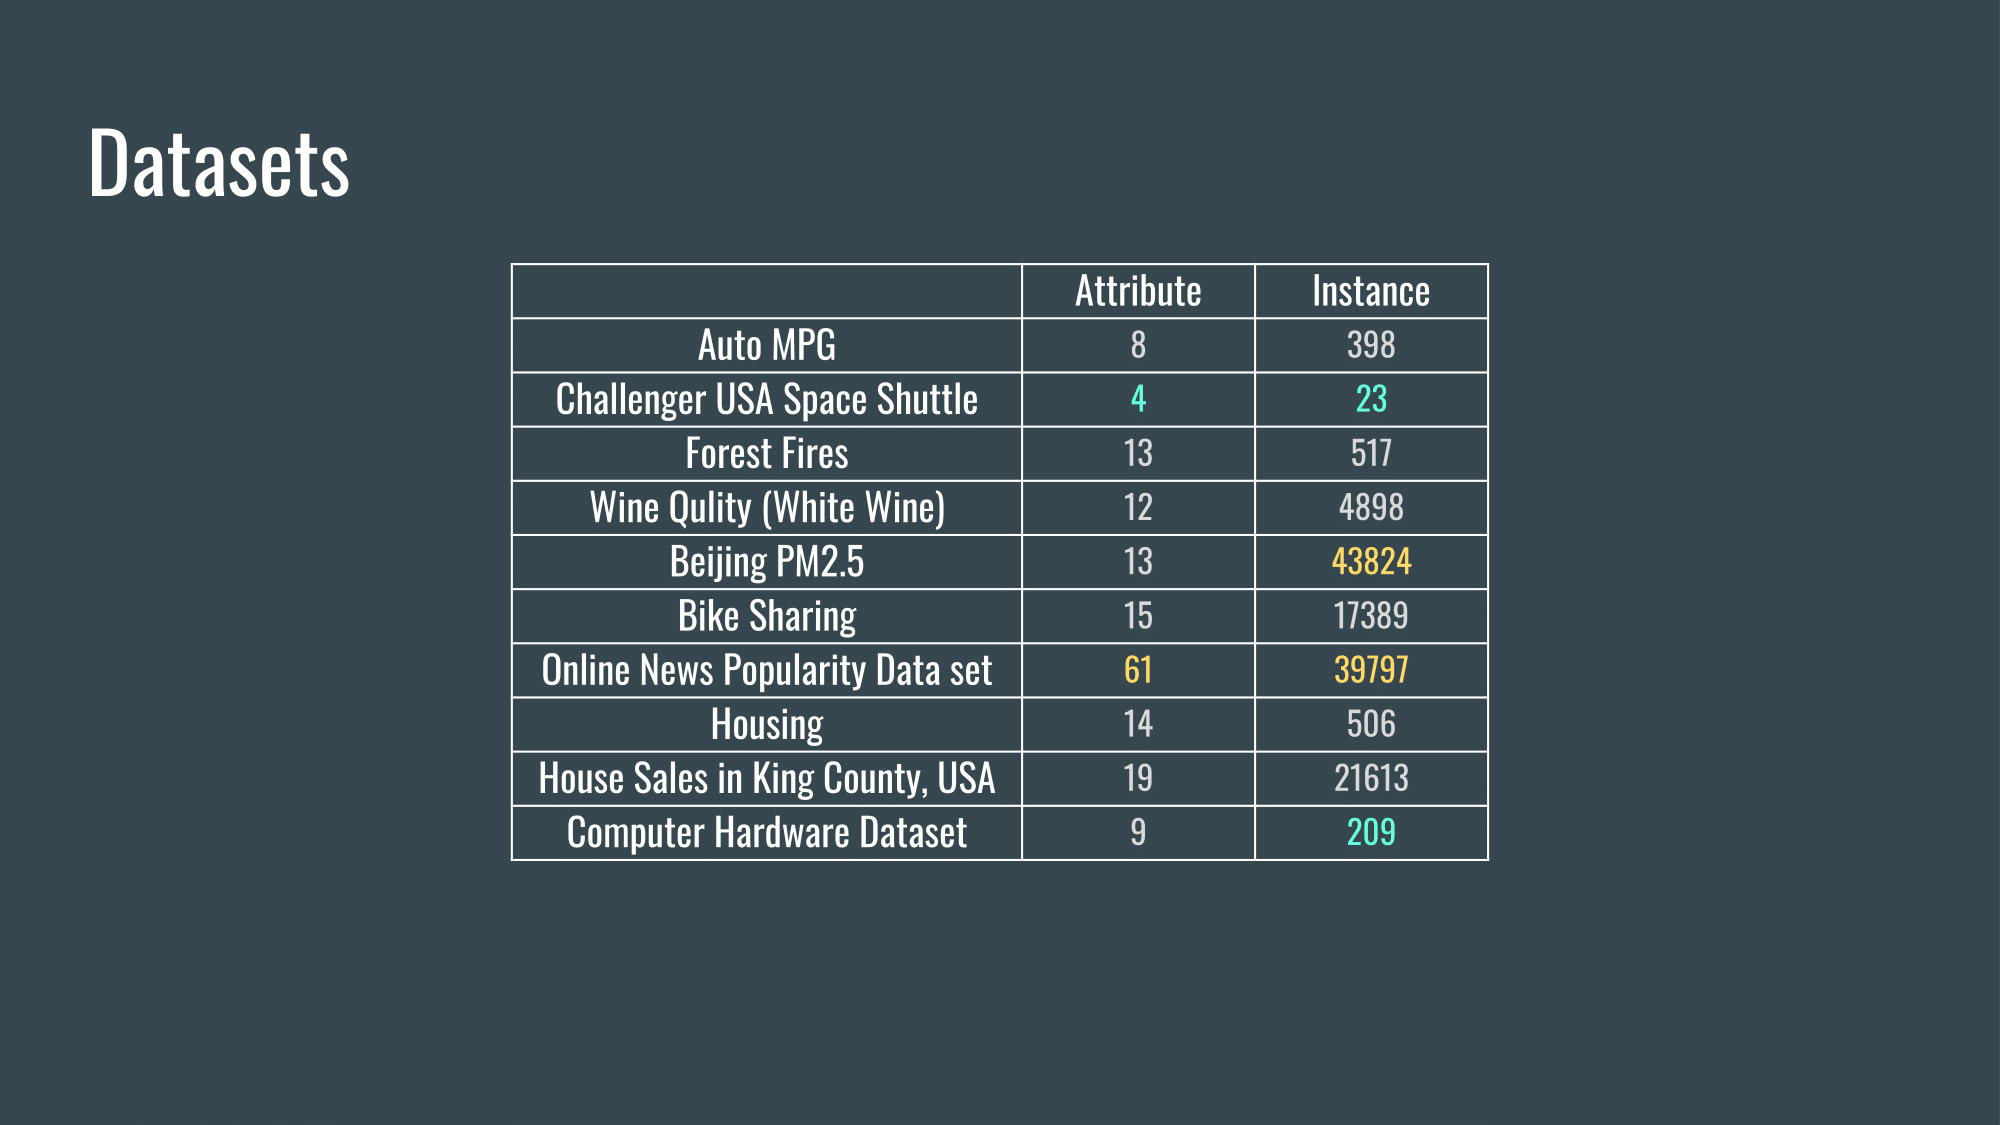 Datasets
Attribute Instance
Auto MPG 8 398
Challenger USA Space Shuttle 4 23
Forest Fires 13 517
Wine Qulity (White Wine) 12 4898
Beijing PM2.5 13 43824
Bike Sharing 15 17389
Online News Popularity Data set 61 39797
Housing 14 506
House Sales in King County, USA 19 21613
Computer Hardware Dataset 9 209